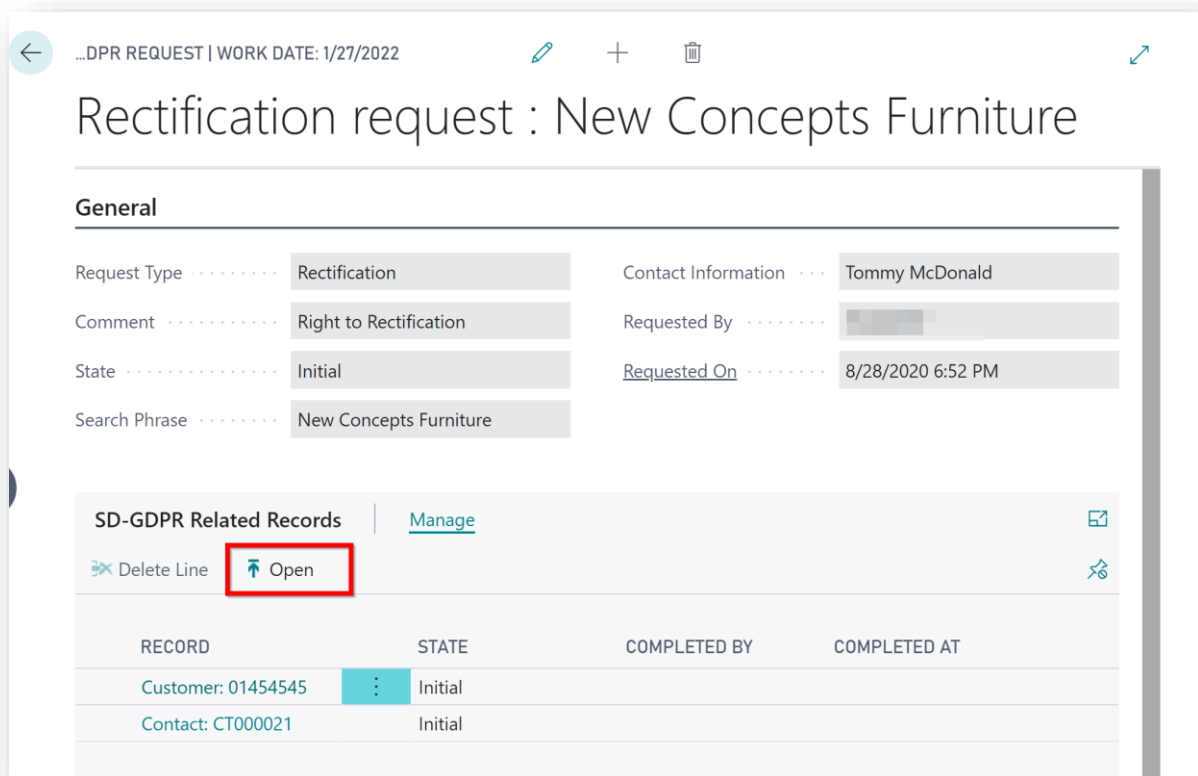 ...DPR REQUEST | WORK DATE: 1/27/2022
Rectification request : New Concepts Furniture
General
Request Type Rectification Contact Information Tommy McDonald
Comment Right to Rectification Requested By
State Initial Requested On 8/28/2020 6:52 PM
Search Phrase New Concepts Furniture
SD-GDPR Related Records Manage
Delete Line Open
RECORD STATE COMPLETED BY COMPLETED AT
Customer: 01454545 Initial
Contact: CT000021 Initial